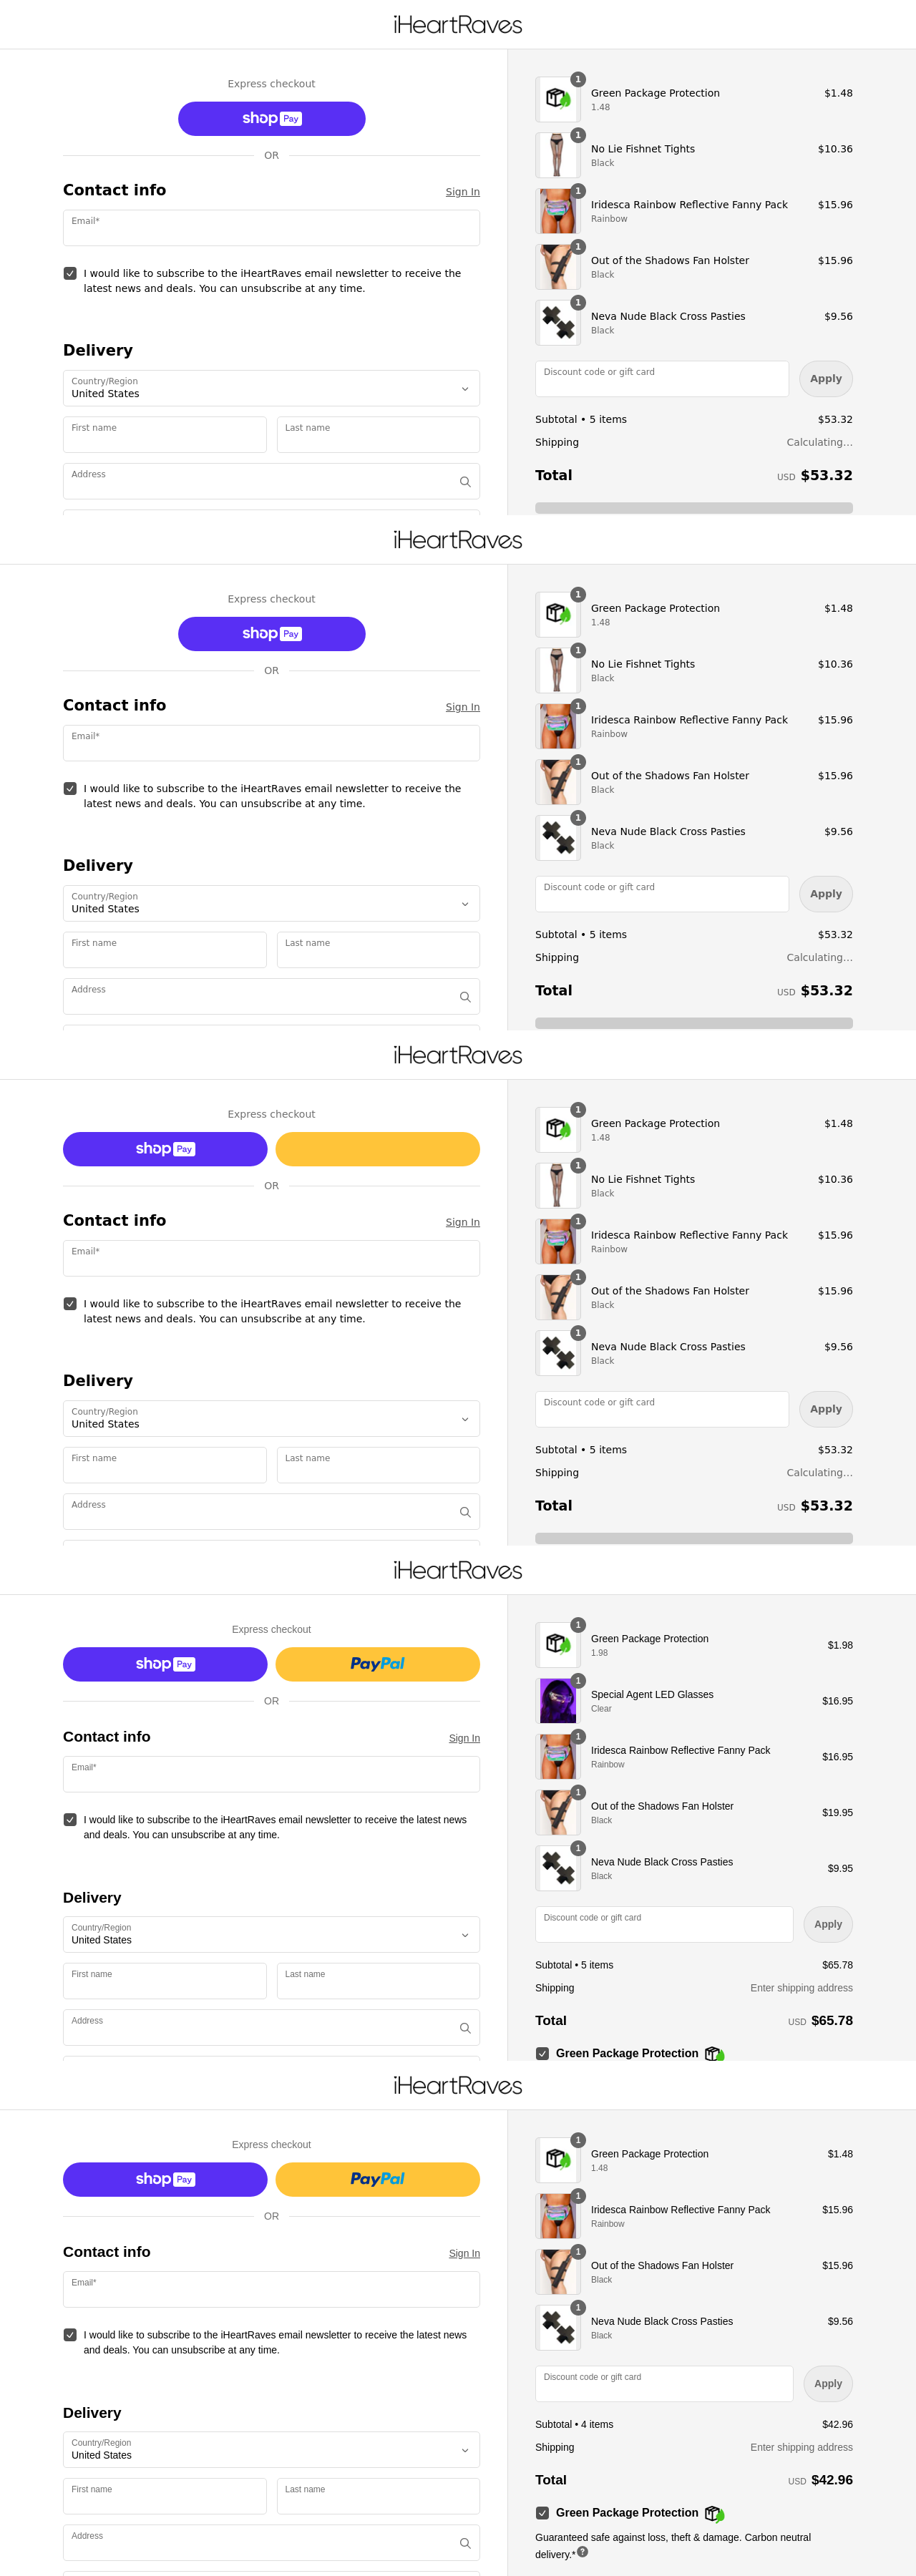 iHeartRaves
Express checkout
shop Pay
OR
Contact info
Sign In
Email*
I would like to subscribe to the iHeartRaves email newsletter to receive the
latest news and deals. You can unsubscribe at any time.
Delivery
Country/Region
United States
First name
Last name
Address
1
Green Package Protection
$1.48
1.48
1
No Lie Fishnet Tights
$10.36
Black
1
Iridesca Rainbow Reflective Fanny Pack
$15.96
Rainbow
1
Out of the Shadows Fan Holster
$15.96
Black
1
Neva Nude Black Cross Pasties
$9.56
Black
Discount code or gift card
Apply
Subtotal • 5 items
$53.32
Shipping
Calculating...
Total
USD $53.32
iHeartRaves
Express checkout
shop Pay
OR
Contact info
Sign In
Email*
I would like to subscribe to the iHeartRaves email newsletter to receive the
latest news and deals. You can unsubscribe at any time.
Delivery
Country/Region
United States
First name
Last name
Address
1
Green Package Protection
$1.48
1.48
1
No Lie Fishnet Tights
$10.36
Black
1
Iridesca Rainbow Reflective Fanny Pack
$15.96
Rainbow
1
Out of the Shadows Fan Holster
$15.96
Black
1
Neva Nude Black Cross Pasties
$9.56
Black
Discount code or gift card
Apply
Subtotal • 5 items
$53.32
Shipping
Calculating...
Total
USD $53.32
iHeartRaves
Express checkout
shop Pay
OR
Contact info
Sign In
Email*
I would like to subscribe to the iHeartRaves email newsletter to receive the
latest news and deals. You can unsubscribe at any time.
Delivery
Country/Region
United States
First name
Last name
Address
1
Green Package Protection
$1.48
1.48
1
No Lie Fishnet Tights
$10.36
Black
1
Iridesca Rainbow Reflective Fanny Pack
$15.96
Rainbow
1
Out of the Shadows Fan Holster
$15.96
Black
1
Neva Nude Black Cross Pasties
$9.56
Black
Discount code or gift card
Apply
Subtotal • 5 items
$53.32
Shipping
Calculating...
Total
USD $53.32
iHeartRaves
Express checkout
shop Pay
PayPal
OR
Contact info
Sign In
Email*
I would like to subscribe to the iHeartRaves email newsletter to receive the latest news
and deals. You can unsubscribe at any time.
Delivery
Country/Region
United States
First name
Last name
Address
1
Green Package Protection
$1.98
1.98
1
Special Agent LED Glasses
$16.95
Clear
1
Iridesca Rainbow Reflective Fanny Pack
$16.95
Rainbow
1
Out of the Shadows Fan Holster
$19.95
Black
1
Neva Nude Black Cross Pasties
$9.95
Black
Discount code or gift card
Apply
Subtotal • 5 items
$65.78
Shipping
Enter shipping address
Total
USD $65.78
Green Package Protection
iHeartRaves
Express checkout
shop Pay
PayPal
OR
Contact info
Sign In
Email*
I would like to subscribe to the iHeartRaves email newsletter to receive the latest news
and deals. You can unsubscribe at any time.
Delivery
Country/Region
United States
First name
Last name
Address
1
Green Package Protection
$1.48
1.48
1
Iridesca Rainbow Reflective Fanny Pack
$15.96
Rainbow
1
Out of the Shadows Fan Holster
$15.96
Black
1
Neva Nude Black Cross Pasties
$9.56
Black
Discount code or gift card
Apply
Subtotal • 4 items
$42.96
Shipping
Enter shipping address
Total
USD $42.96
Green Package Protection
Guaranteed safe against loss, theft & damage. Carbon neutral
delivery.* ?